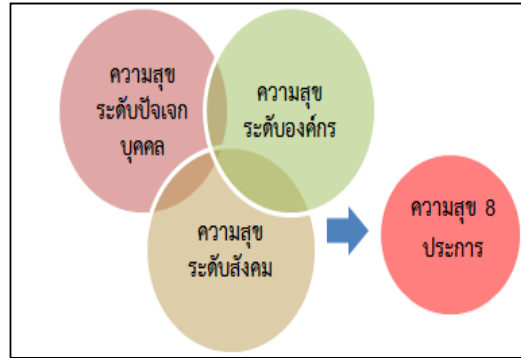 ความสุข
ระดับปัจเจก
บุคคล
ความสุข
ระดับองค์กร
ความสุข
ระดับสังคม
ความสุข 8
ประการ